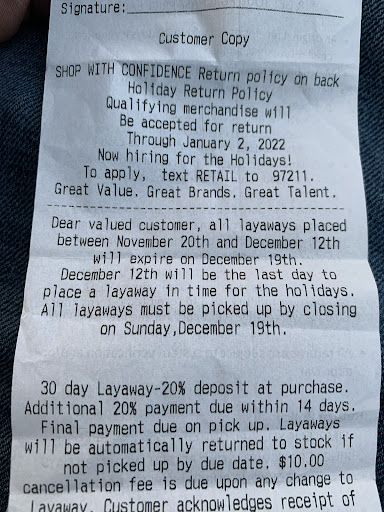 Signature:
Customer Copy
SHOP WITH CONFIDENCE Return policy on back
Holiday Return Policy
Qualifying merchandise will
Be accepted for return
Through January 2, 2022
Now hiring for the Holidays!
To apply, text RETAIL to 97211.
Great Value. Great Brands. Great Talent.
Dear valued customer, all layaways placed
between November 20th and December 12th
will expire on December 19th.
December 12th will be the last day to
place a layaway in time for the holidays.
All layaways must be picked up by closing
on Sunday,December 19th.
30 day Layaway-20% deposit at purchase.
Additional 20% payment due within 14 days.
Final payment due on pick up. Layaways
will be automatically returned to stock if
not picked up by due date. $10.00
cancellation fee is due upon any change to
Layaway. Customer acknowledges receipt of